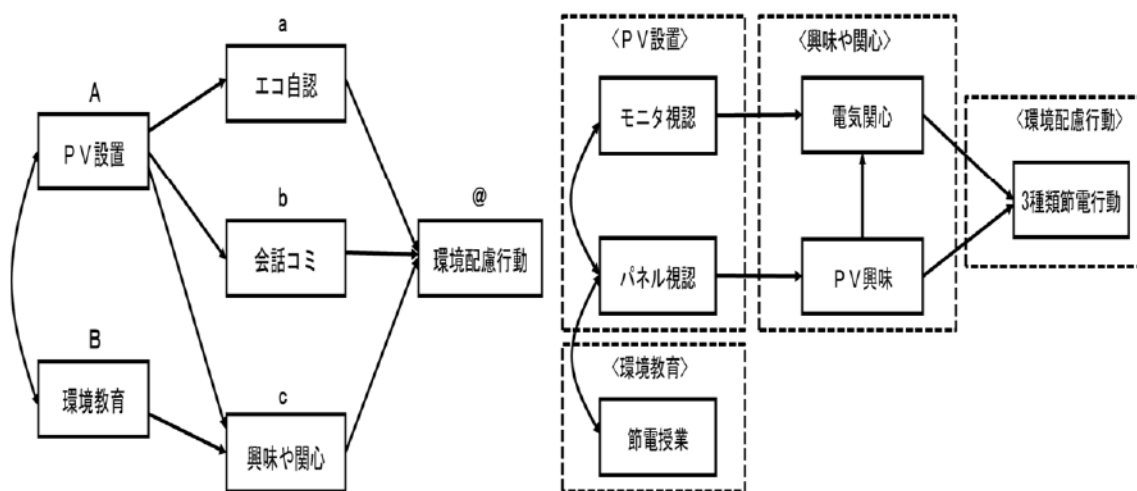 a
エコ自認
A
ＰＶ設置
b
会話コミ
@
環境配慮行動
B
環境教育
c
興味や関心
〈ＰＶ設置〉
モニタ視認
パネル視認
〈環境教育〉
節電授業
〈興味や関心〉
電気関心
ＰＶ興味
〈環境配慮行動〉
3種類節電行動